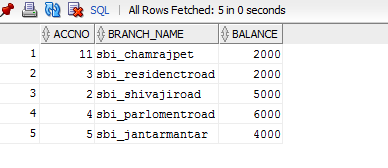 SQL | All Rows Fetched: 5 in 0 seconds
ACCNO BRANCH_NAME BALANCE
1 11 sbi_chamrajpet 2000
2 3 sbi_residenctroad 2000
3 2 sbi_shivajiroad 5000
4 4 sbi_parlomentroad 6000
5 5 sbi_jantarmantar 4000